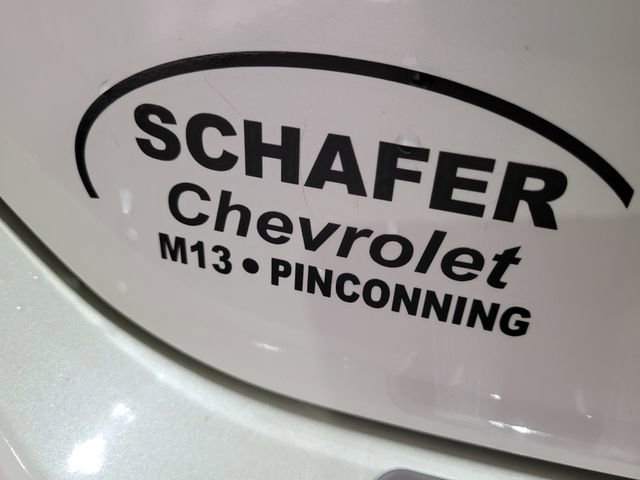 SCHAFER
Chevrolet
M13 • PINCONNING